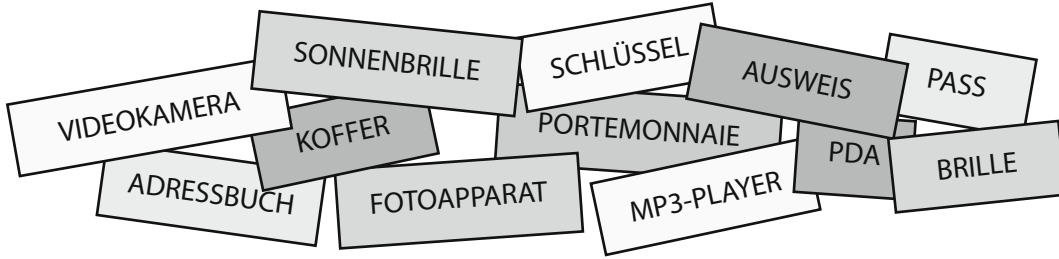 SONNENBRILLE
SCHLÜSSEL
AUSWEIS
PASS
VIDEOKAMERA
KOFFER
PORTEMONNAIE
PDA
BRILLE
ADRESSBUCH
FOTOAPPARAT
MP3-PLAYER